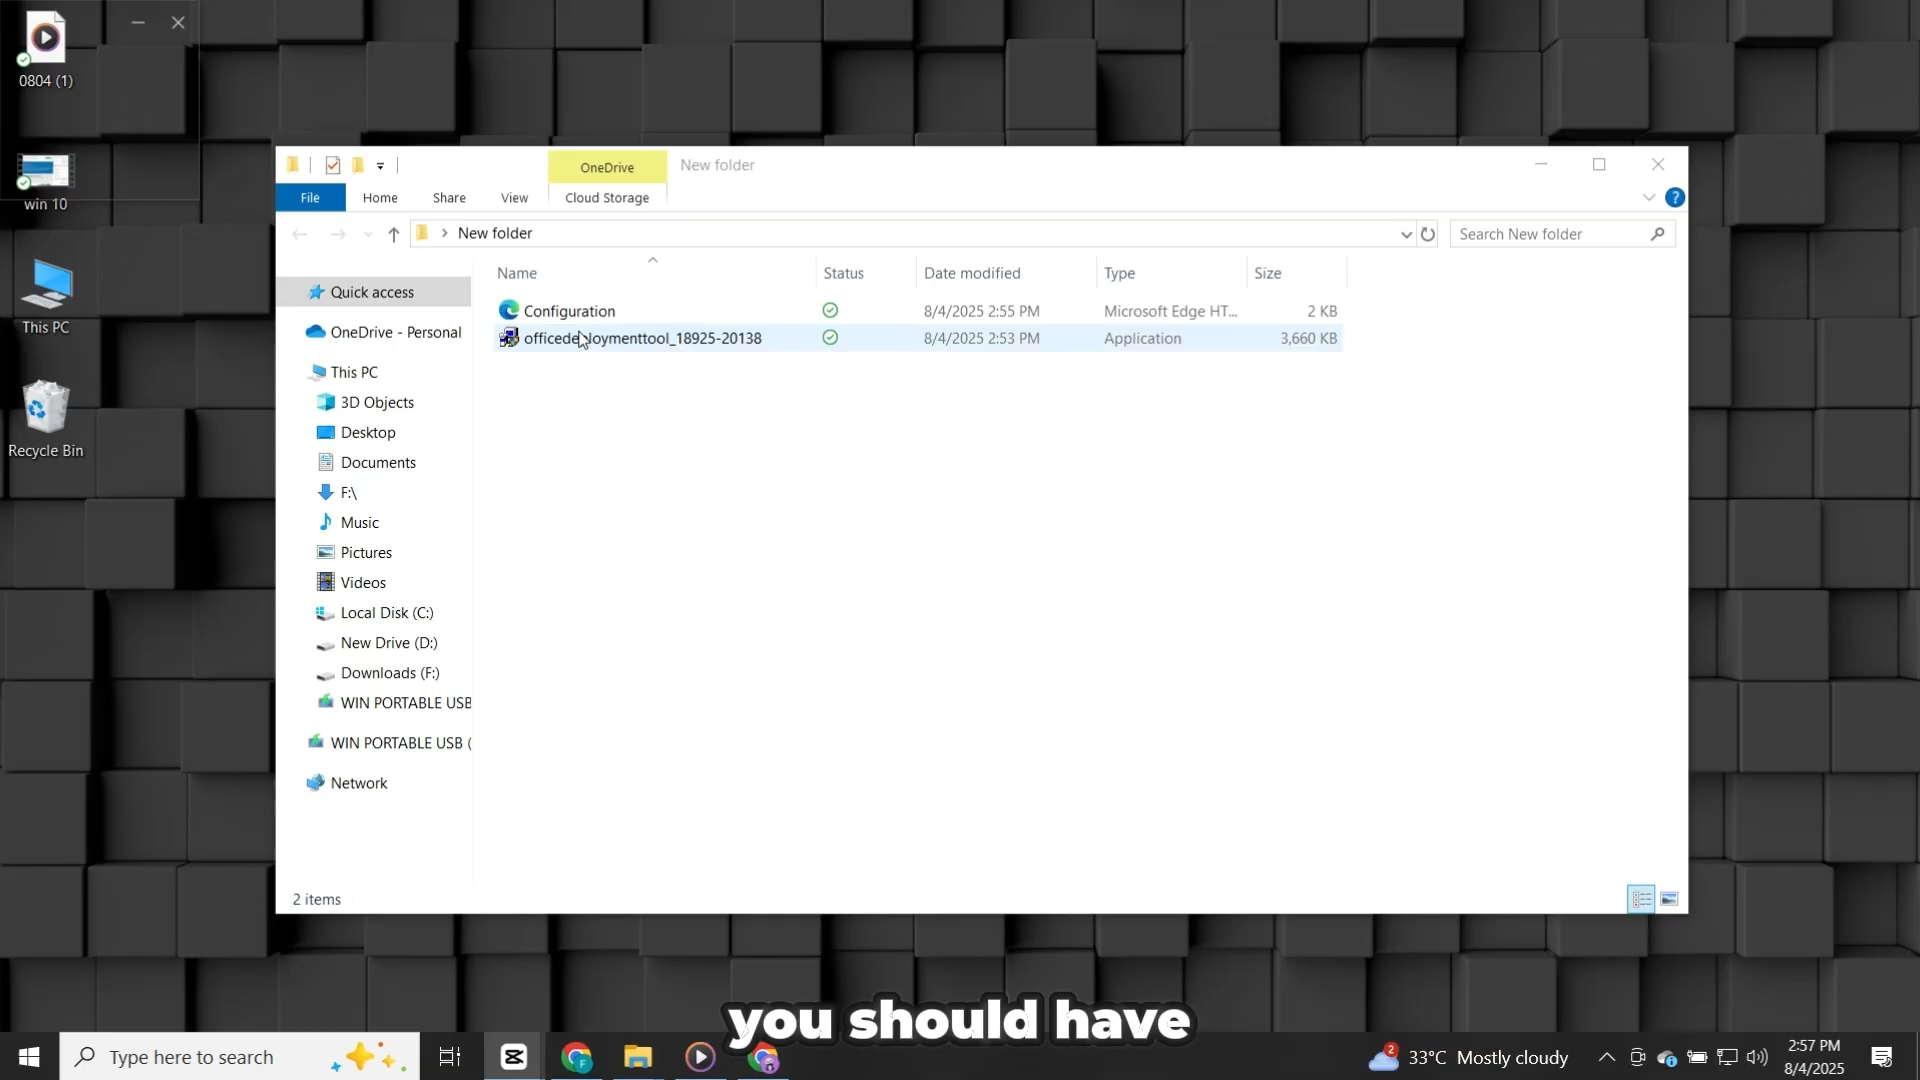 0804 (1)
win 10
This PC
Recycle Bin
OneDrive
New folder
File
Home
Share
View
Cloud Storage
New folder
Search New folder
Name
Status
Date modified
Type
Size
Configuration
8/4/2025 2:55 PM
Microsoft Edge HT...
2 KB
8/4/2025 2:53 PM
Application
3,660 KB
Quick access
OneDrive - Personal
This PC
3D Objects
Desktop
Documents
F:\
Music
Pictures
Videos
Local Disk (C:)
New Drive (D:)
Downloads (F:)
WIN PORTABLE USB
WIN PORTABLE USB (
Network
2 items
you should have
Type here to search
F
2
33°C Mostly cloudy
2:57 PM
8/4/2025